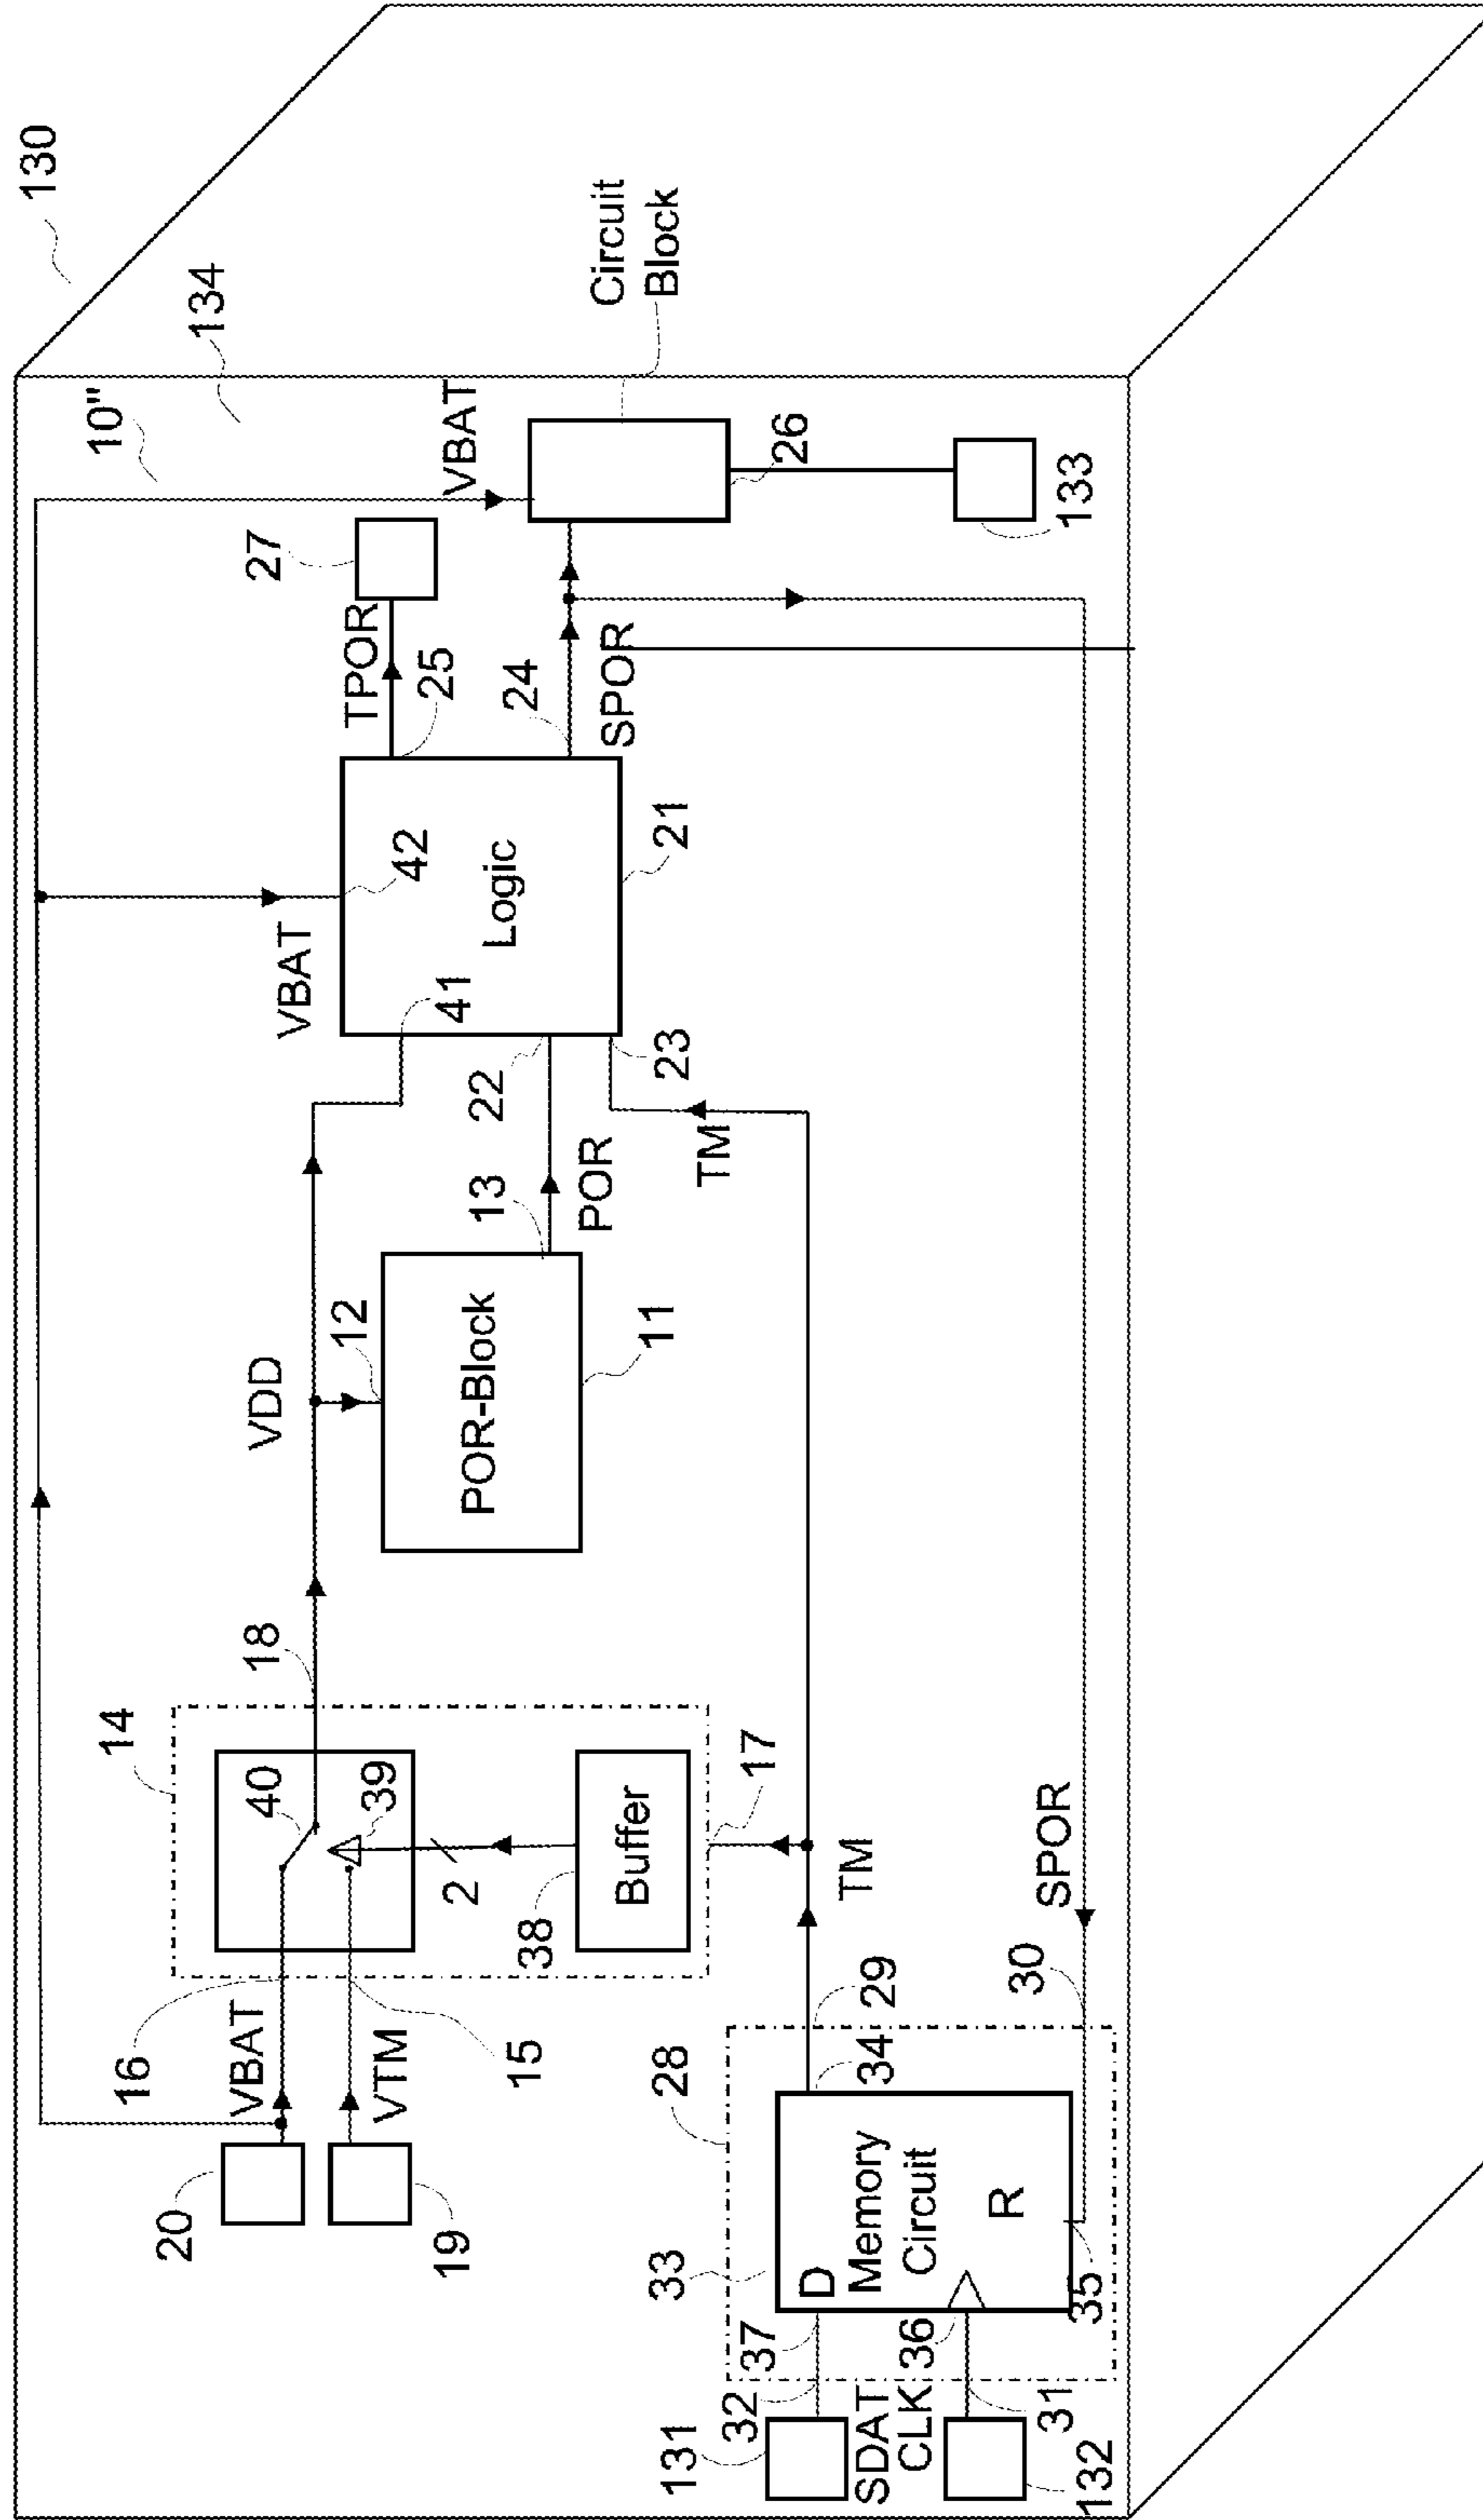 130
134
10"
Circuit
Block
VBAT
26
133
27
TPOR
25
24
SPOR
VBAT
42
Logic
21
41
22
23
TM
13
POR
VDD
12
POR-Block
11
18
14
40
39
2
38
Buffer
17
TM
SPOR
30
16
VBAT
15
VTM
20
19
28
29
34
33
D
Memory
Circuit
R
35
37
36
32
31
SDAT
CLK
131
132